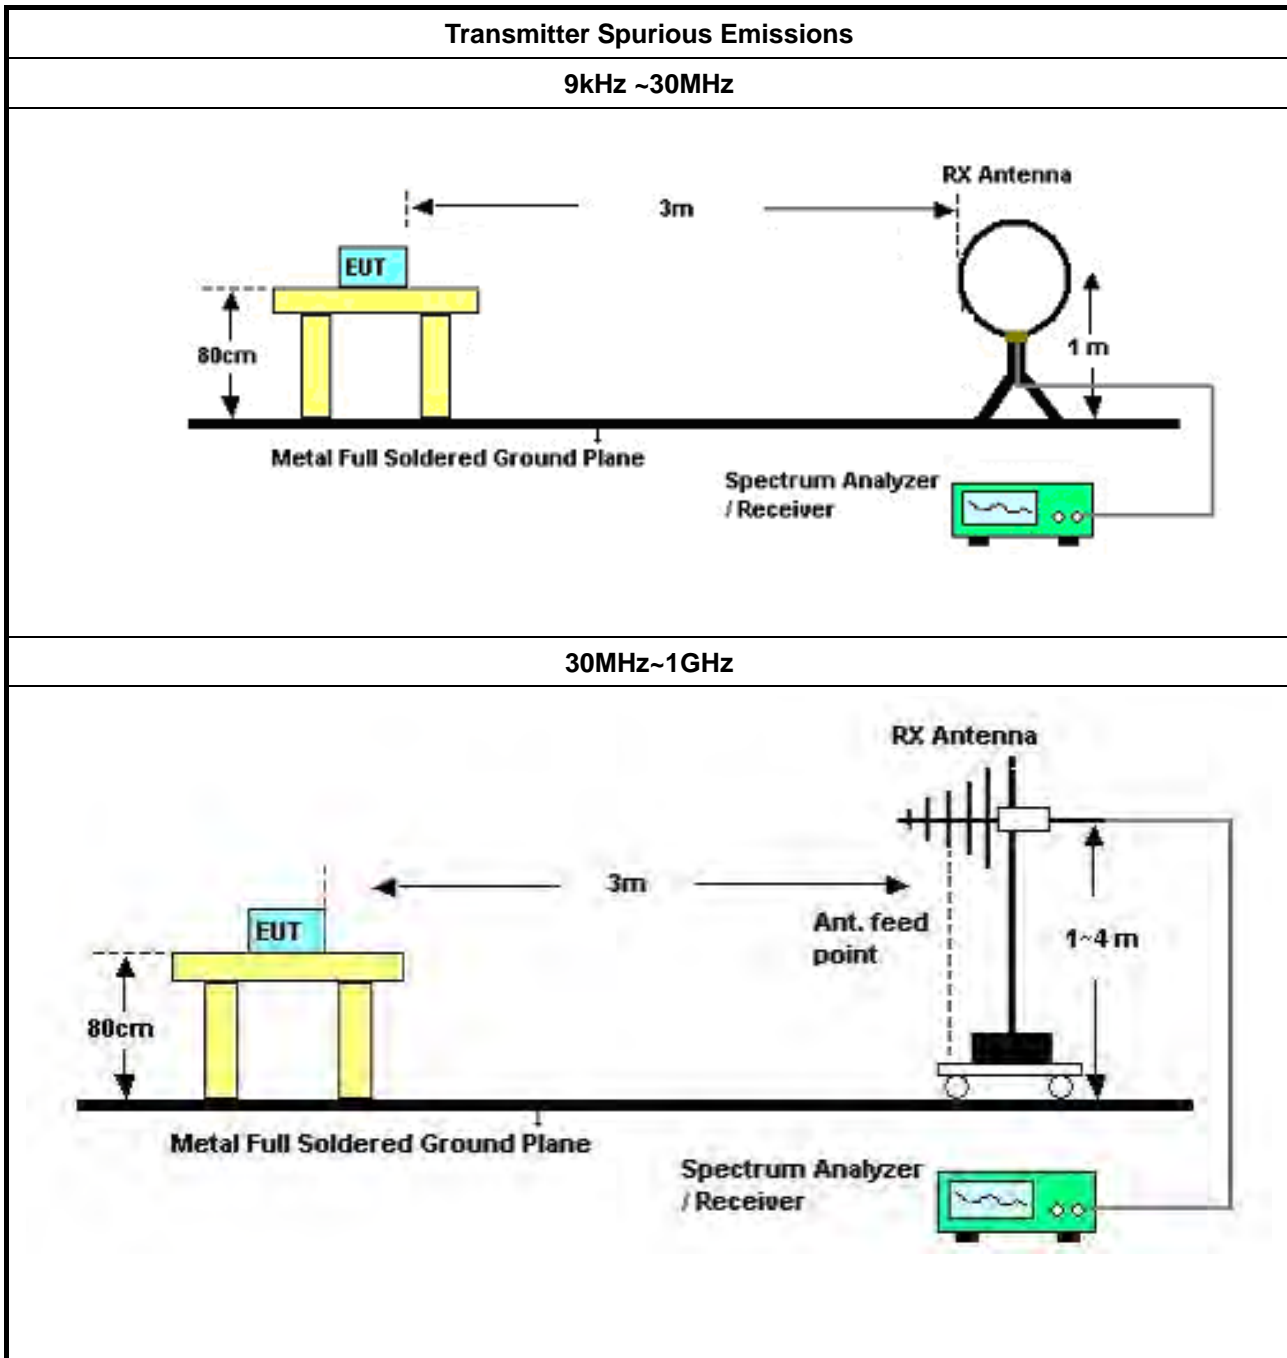 Transmitter Spurious Emissions
9kHz ~30MHz
RX Antenna
3m
EUT
80cm
1 m
Metal Full Soldered Ground Plane
Spectrum Analyzer
/ Receiver
30MHz~1GHz
RX Antenna
3m
Ant. feed
point
EUT
1~4 m
80cm
Metal Full Soldered Ground Plane
Spectrum Analyzer
/ Receiver